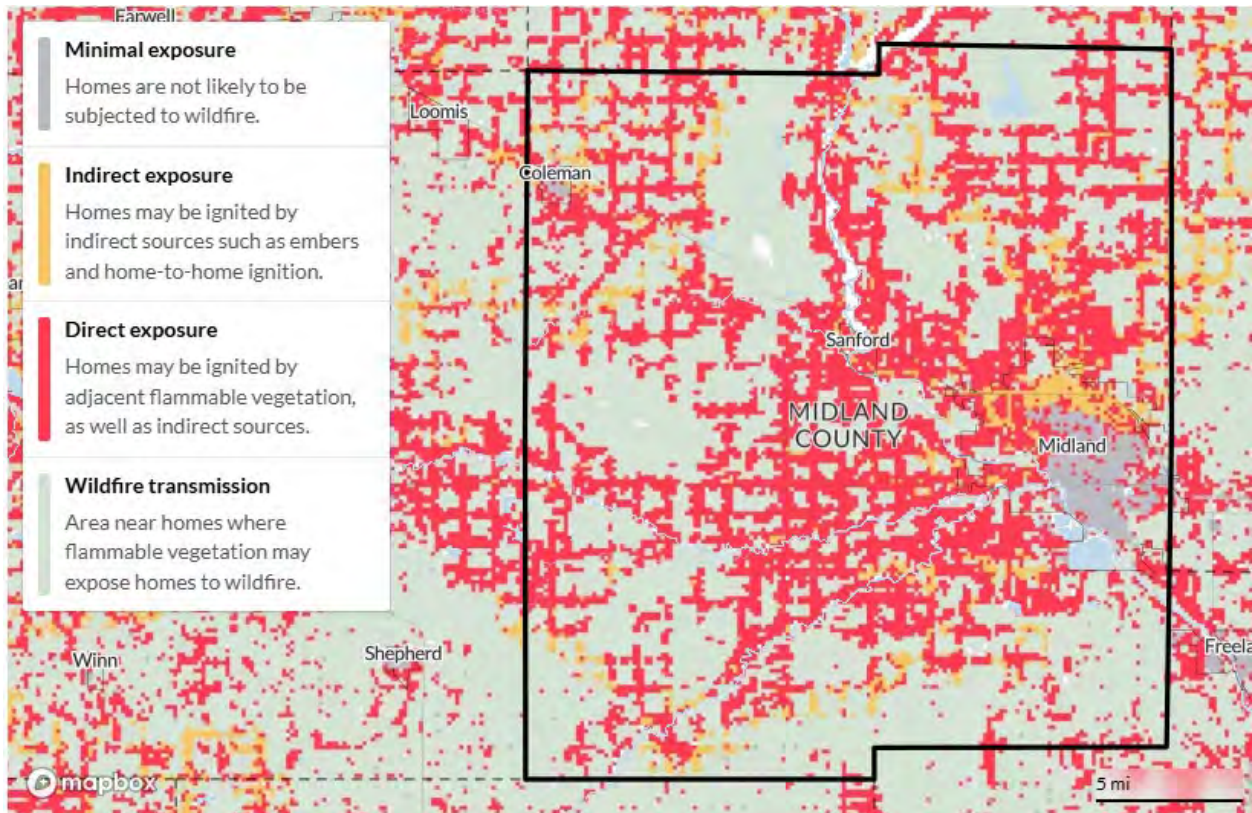 Farwell
Minimal exposure
Homes are not likely to be
subjected to wildfire.
Indirect exposure
Homes may be ignited by
indirect sources such as embers
and home-to-home ignition.
Direct exposure
Homes may be ignited by
adjacent flammable vegetation,
as well as indirect sources.
Wildfire transmission
Area near homes where
flammable vegetation may
expose homes to wildfire.
Loomis
Coleman
Sanford
MIDLAND
COUNTY
Midland
Winn
Shepherd
Freela
mapbox
5 mi